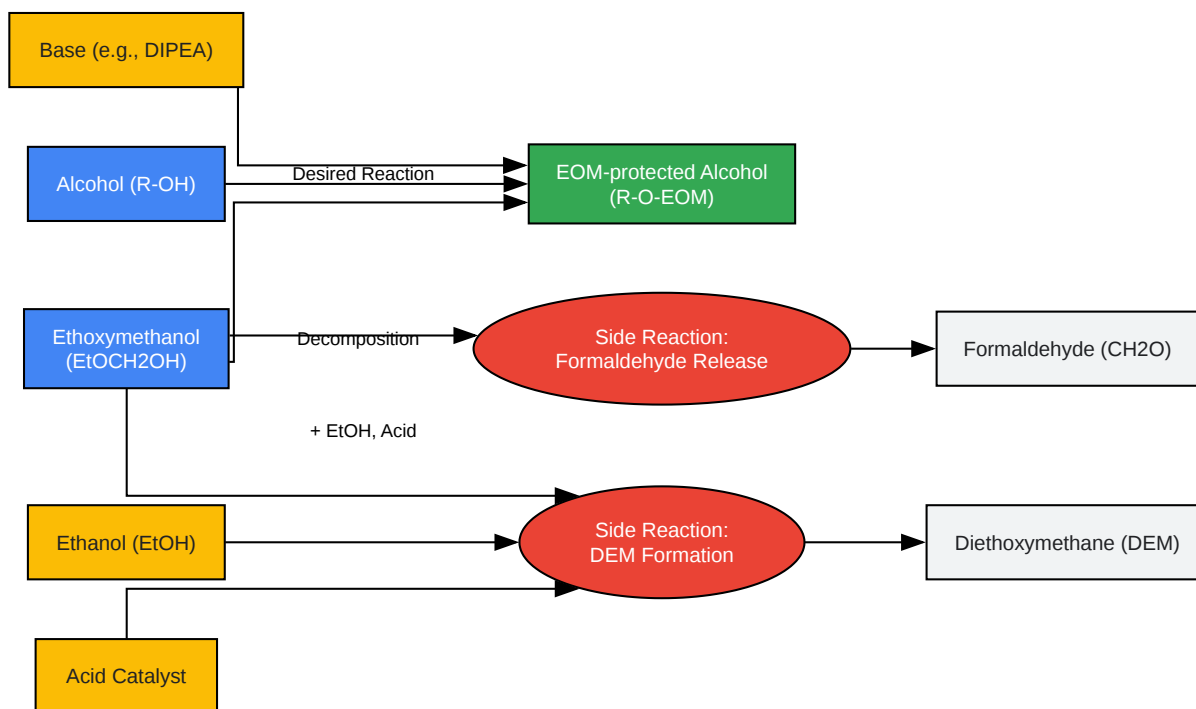 Base (e.g., DIPEA)
Alcohol (R-OH)
Desired Reaction
EOM-protected Alcohol
(R-O-EOM)
Ethoxymethanol
(EtOCH2OH)
Decomposition
Side Reaction:
Formaldehyde Release
Formaldehyde (CH2O)
+ EtOH, Acid
Ethanol (EtOH)
Side Reaction:
DEM Formation
Diethoxymethane (DEM)
Acid Catalyst